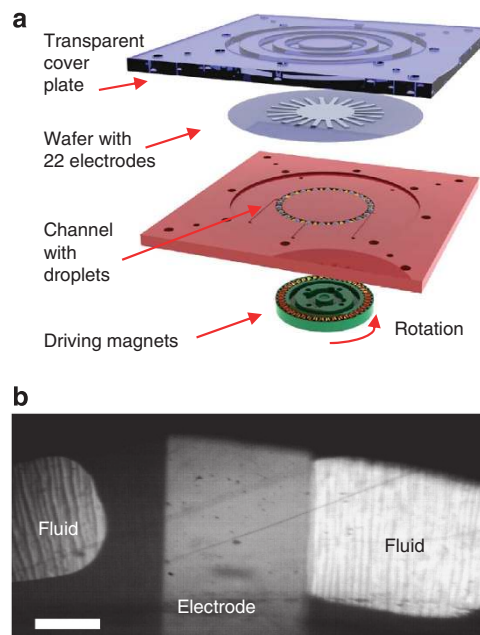 a
Transparent
cover
plate
Wafer with
22 electrodes
Channel
with
droplets
Driving magnets
Rotation
b
Fluid
Fluid
Electrode